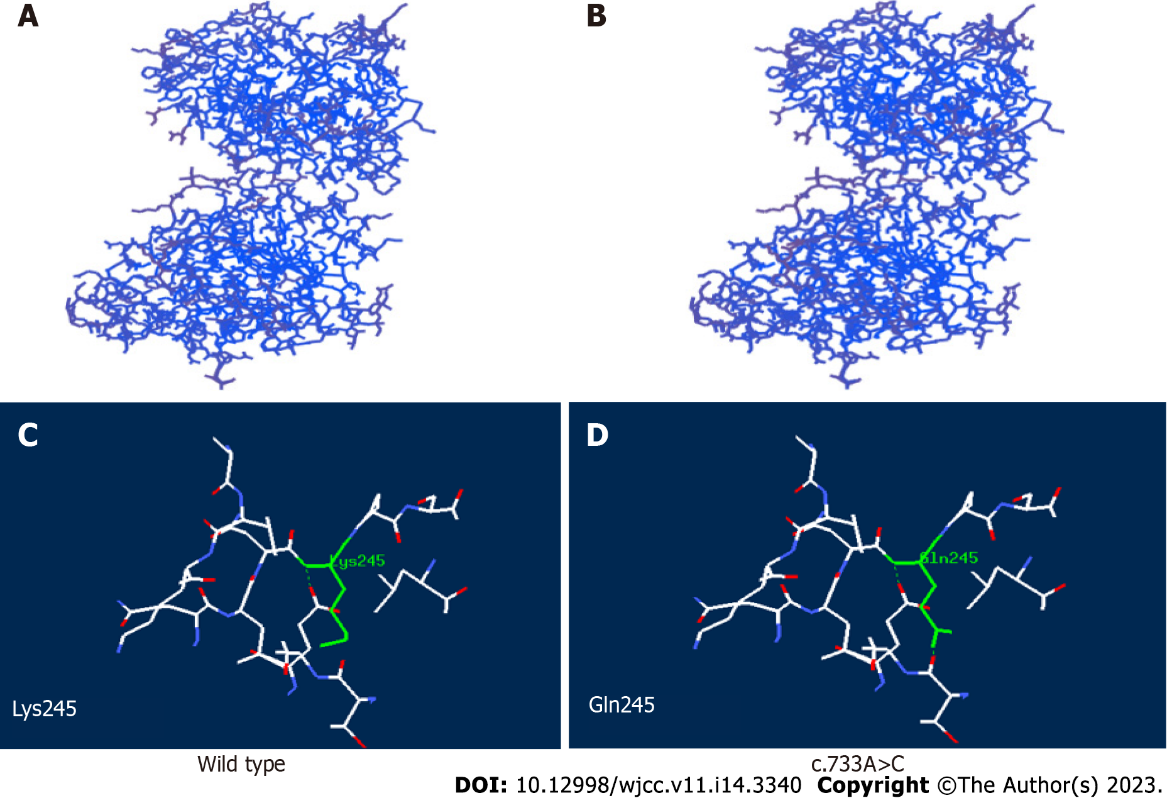 A
B
C
D
Lys245
Gln245
Lys245
Gln245
Wild type
c.733A>C
DOI: 10.12998/wjcc.v11.i14.3340 Copyright ©The Author(s) 2023.